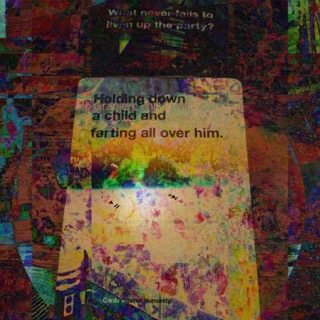 What never fails to
liven up the party?
Holding down
a child and
farting all over him.
Cards Against Humanity